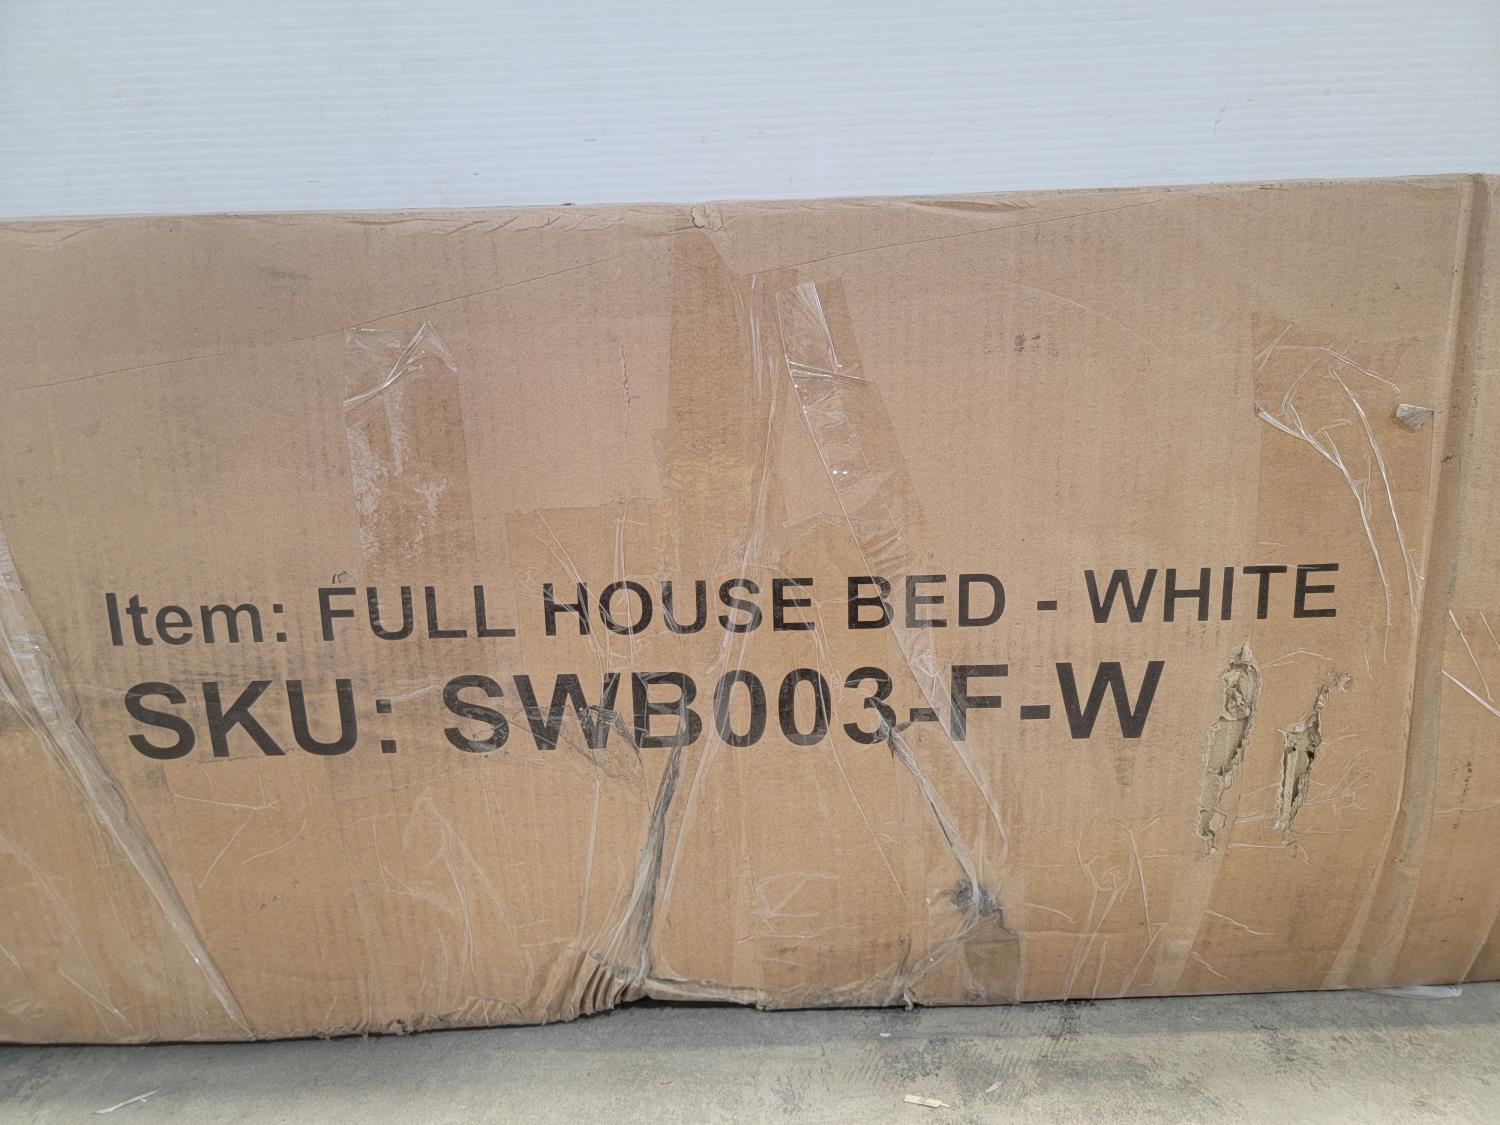 Item: FULL HOUSE BED - WHITE
SKU: SWB003-F-W